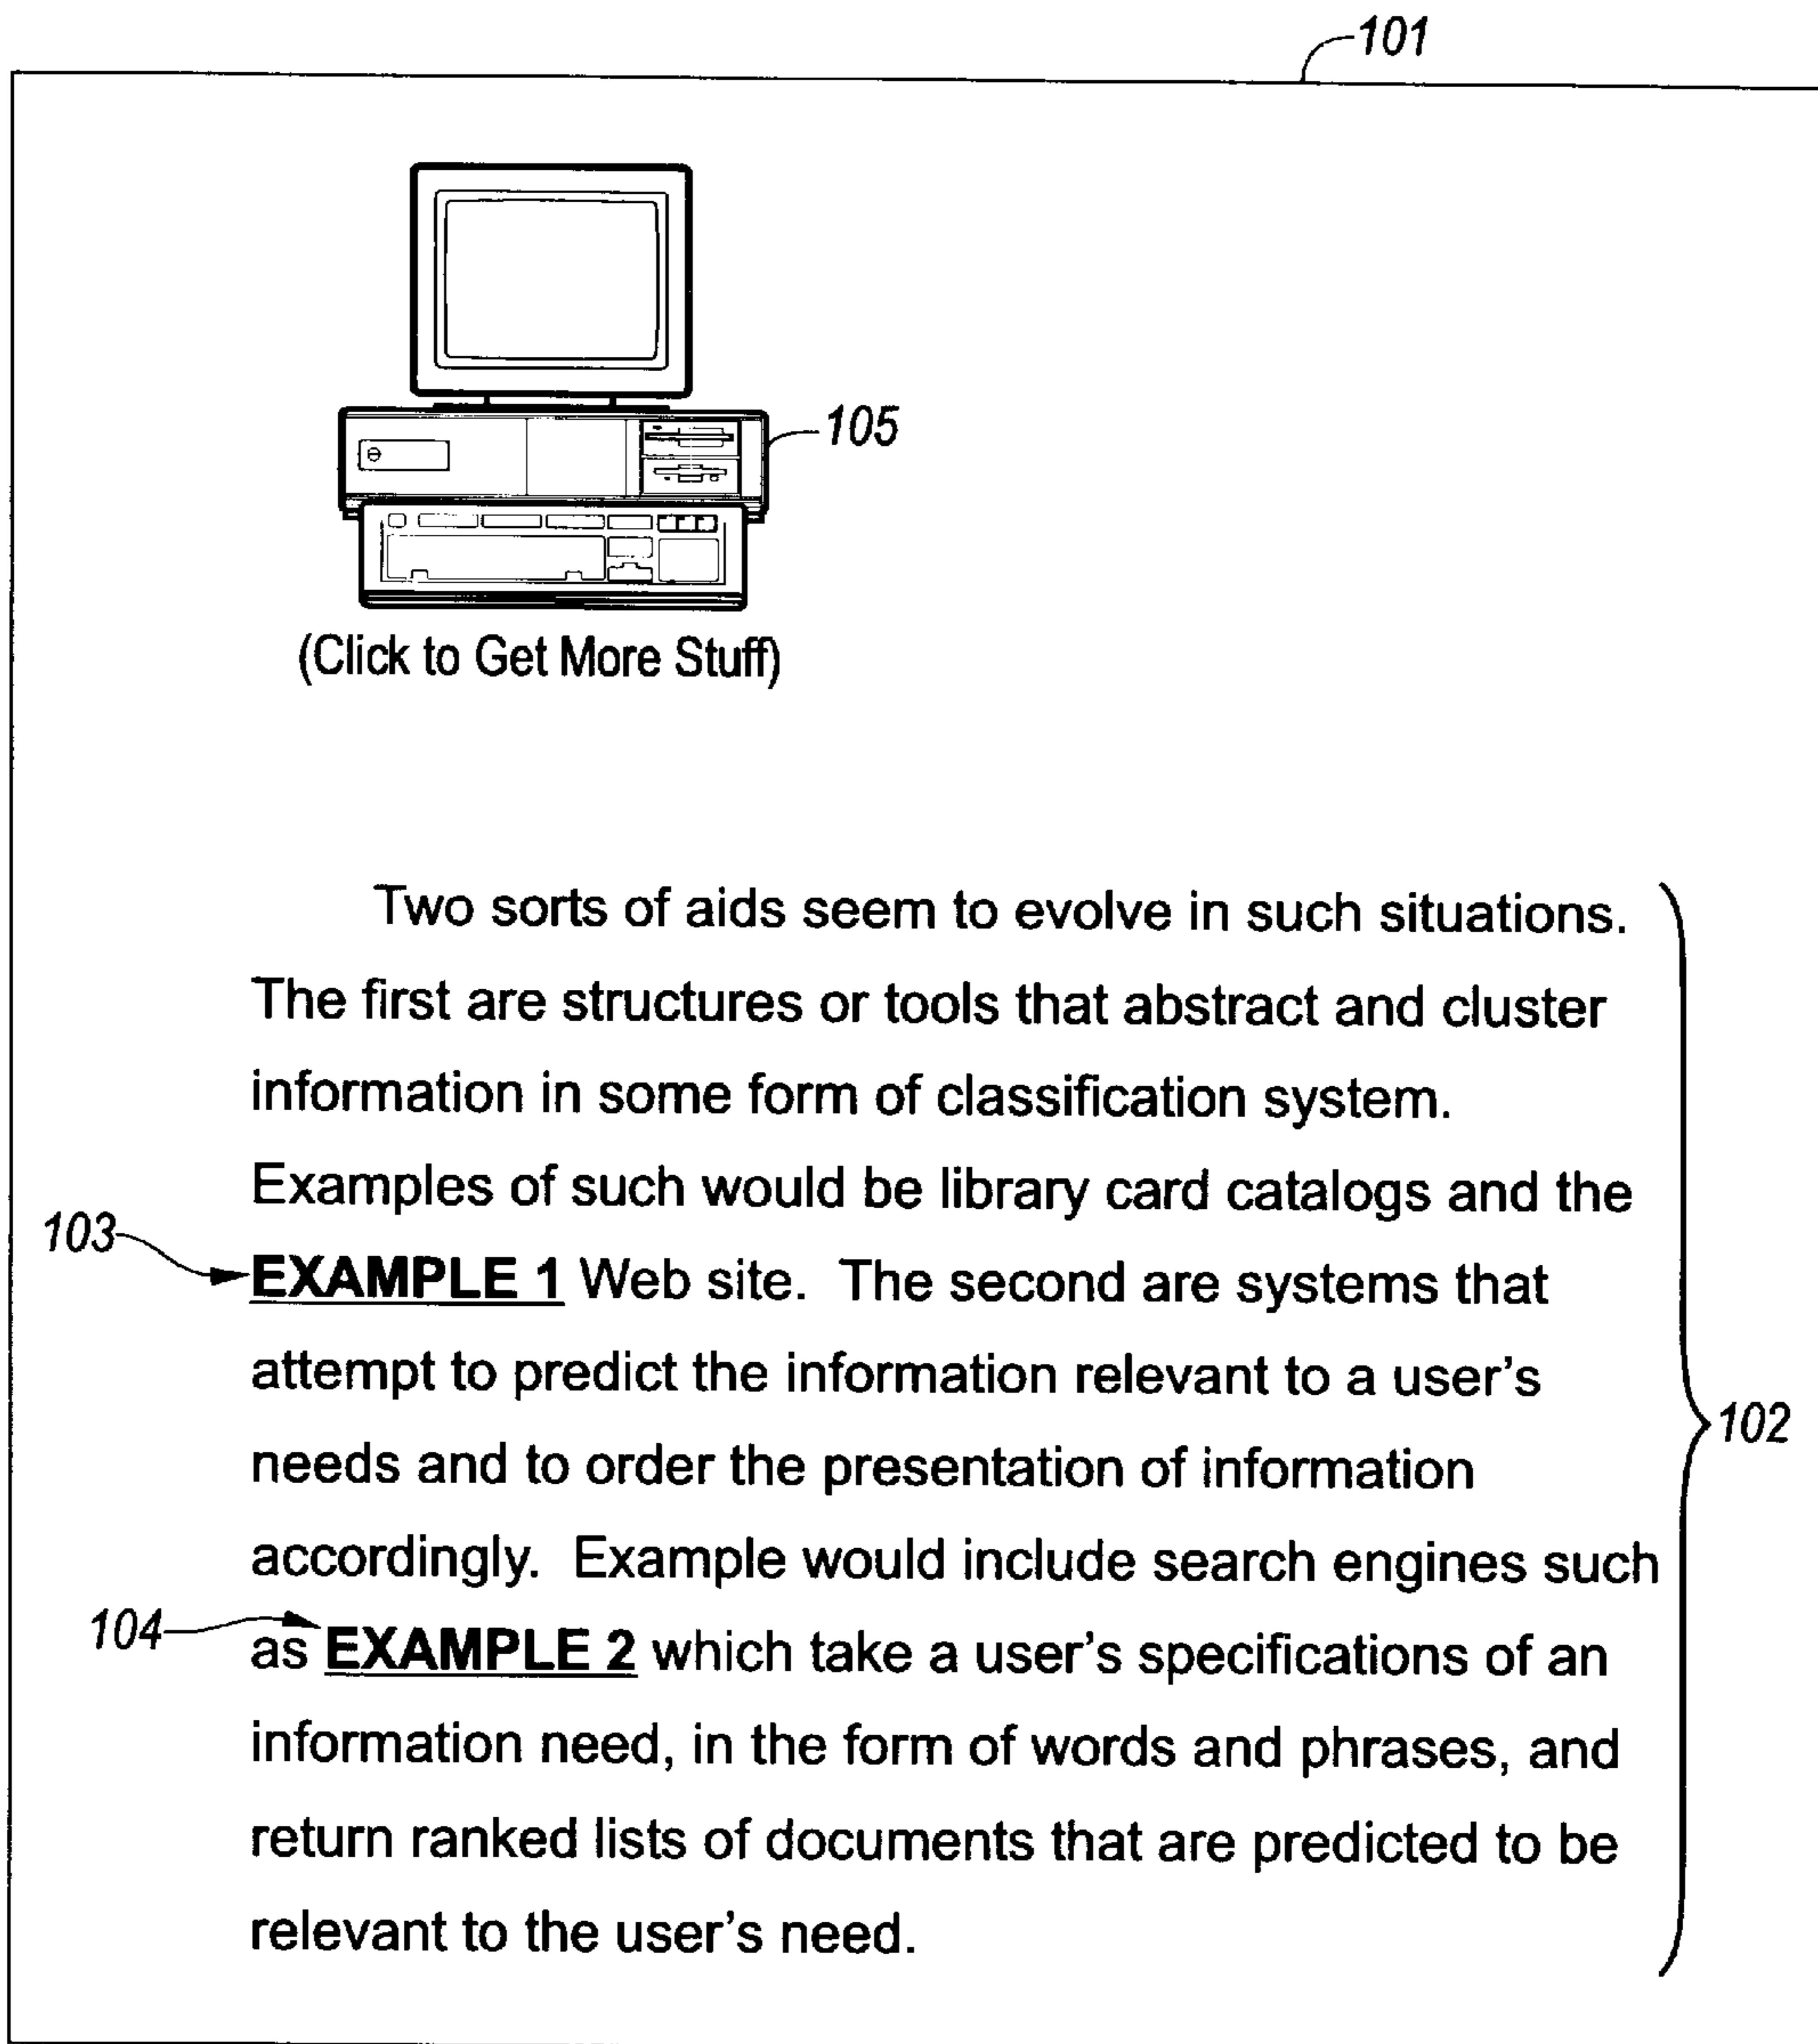 101
105
(Click to Get More Stuff)
Two sorts of aids seem to evolve in such situations.
The first are structures or tools that abstract and cluster
information in some form of classification system.
Examples of such would be library card catalogs and the
103
EXAMPLE 1 Web site. The second are systems that
attempt to predict the information relevant to a user's
102
needs and to order the presentation of information
accordingly. Example would include search engines such
104
as EXAMPLE 2 which take a user's specifications of an
information need, in the form of words and phrases, and
return ranked lists of documents that are predicted to be
relevant to the user's need.